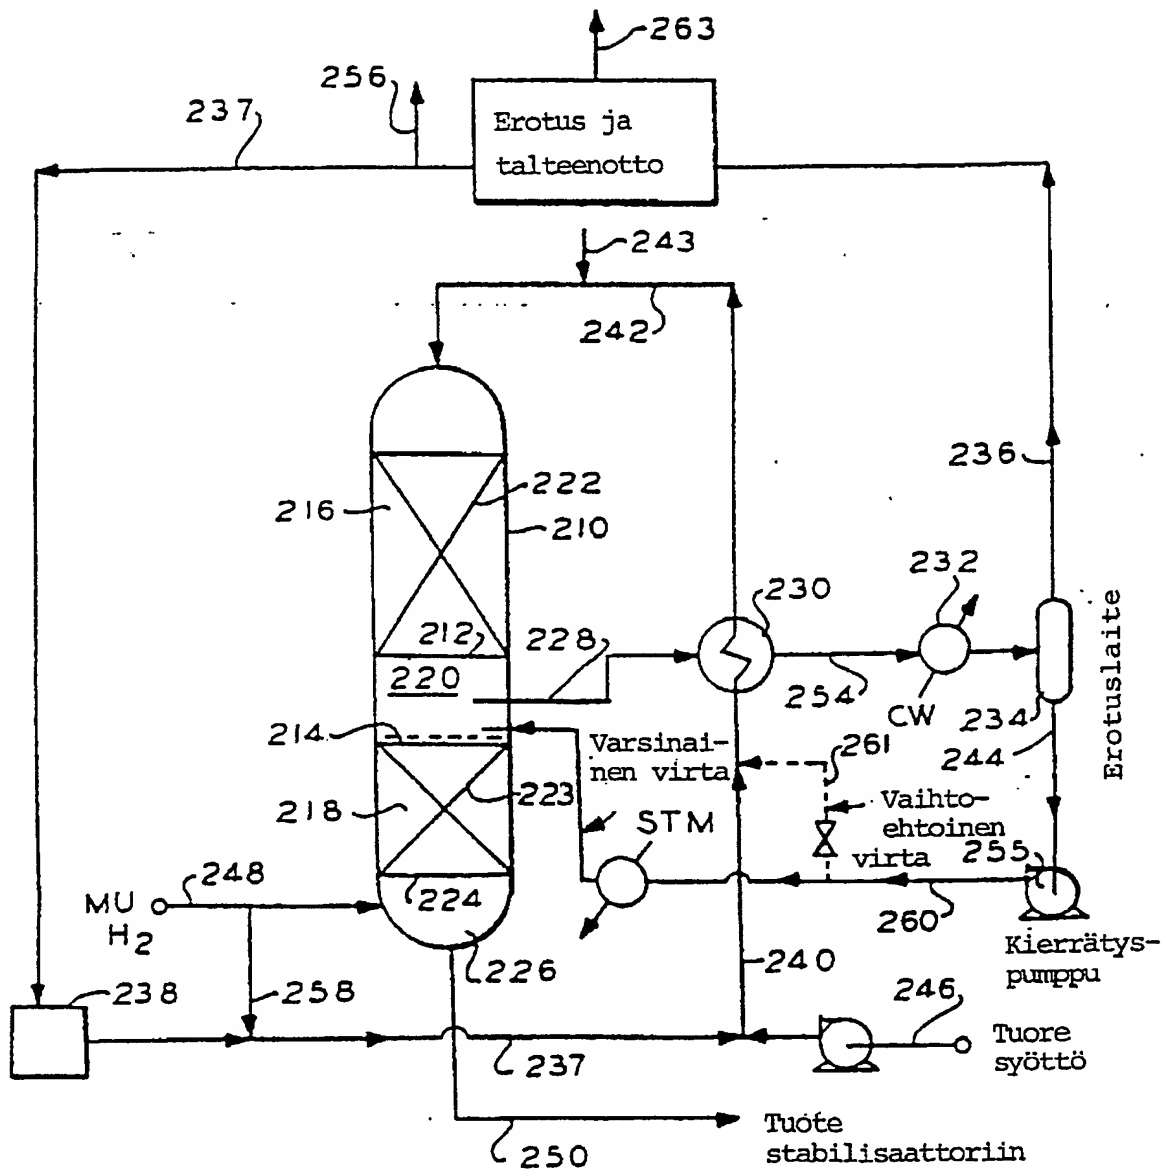 263
256
237
Erotus ja
talteenotto
243
242
236
222
216
210
232
230
212
228
220
254
CW
234
Erotuslaite
214
Varsinai-
nen virta
261
244
223
218
STM
Vaihto-
ehtoinen
virta
255
248
MU
H2
224
260
Kierrätys-
pumppu
226
240
246
238
258
Tuore
syöttö
237
Tuote
stabilisaattoriin
250